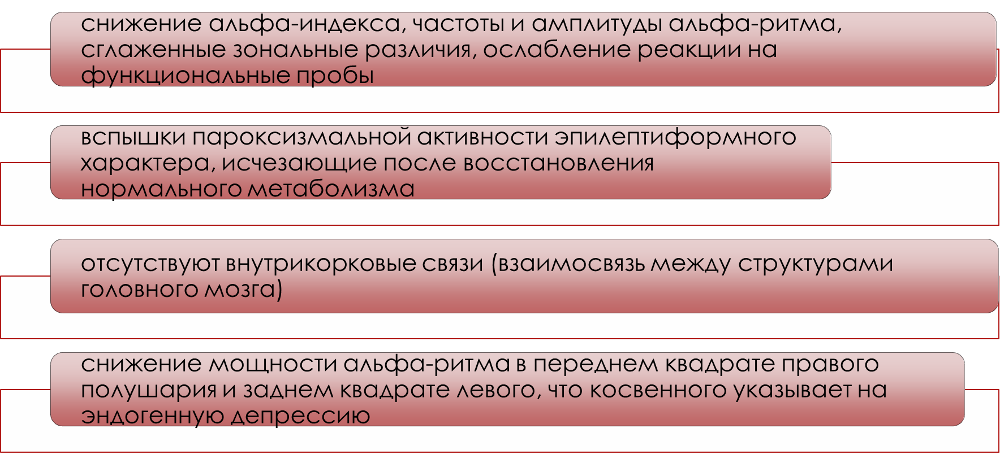 снижение альфа-индекса, частоты и амплитуды альфа-ритма,
сглаженные зональные различия, ослабление реакции на
функциональные пробы
вспышки пароксизмальной активности эпилептиформного
характера, исчезающие после восстановления
нормального метаболизма
отсутствуют внутрикорковые связи (взаимосвязь между структурами
головного мозга)
снижение мощности альфа-ритма в переднем квадрате правого
полушария и заднем квадрате левого, что косвенного указывает на
эндогенную депрессию